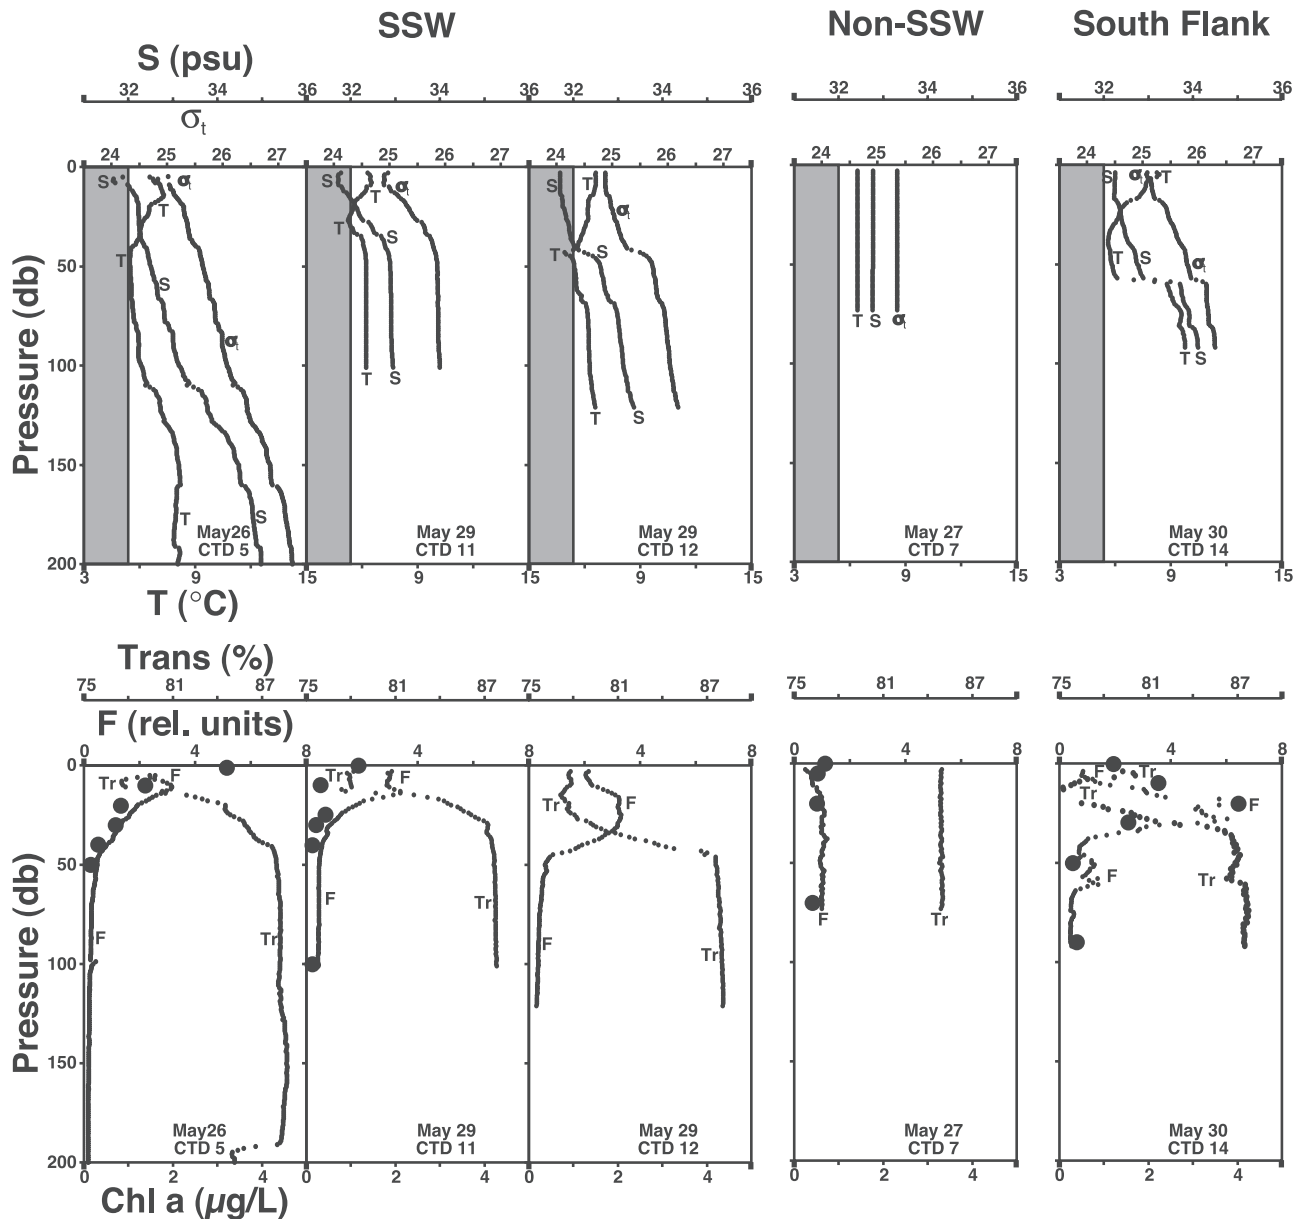 SSW Non-SSW South Flank
S (psu)
32 33 36 32 34 36 32 34 36 32 34 36 32 34 36
σt
24 25 26 27 24 25 26 27 24 25 26 27 24 25 26 27 24 25 26 27
Pressure (db)
0
50
100
150
200
S σt T T S σt T S May26 CTD 5
S σt T T S T S May 29 CTD 11
S T σt T S T S May 29 CTD 12
T S σt May 27 CTD 7
S σt T T S σt T S May 30 CTD 14
3 9 15 9 15 9 15 3 9 15 3 9 15
T (°C)
Trans (%)
75 81 87 75 81 87 75 81 87 75 81 87 75 81 87
F (rel. units)
0 4 8 4 8 4 8 0 4 8 0 4 8
Pressure (db)
0
50
100
150
200
Tr F F Tr May26 CTD 5
Tr F F Tr May 29 CTD 11
Tr F F Tr May 29 CTD 12
F Tr May 27 CTD 7
F Tr Tr F F Tr May 30 CTD 14
0 2 4 0 2 4 0 2 4 0 2 4 0 2 4
Chl a (µg/L)